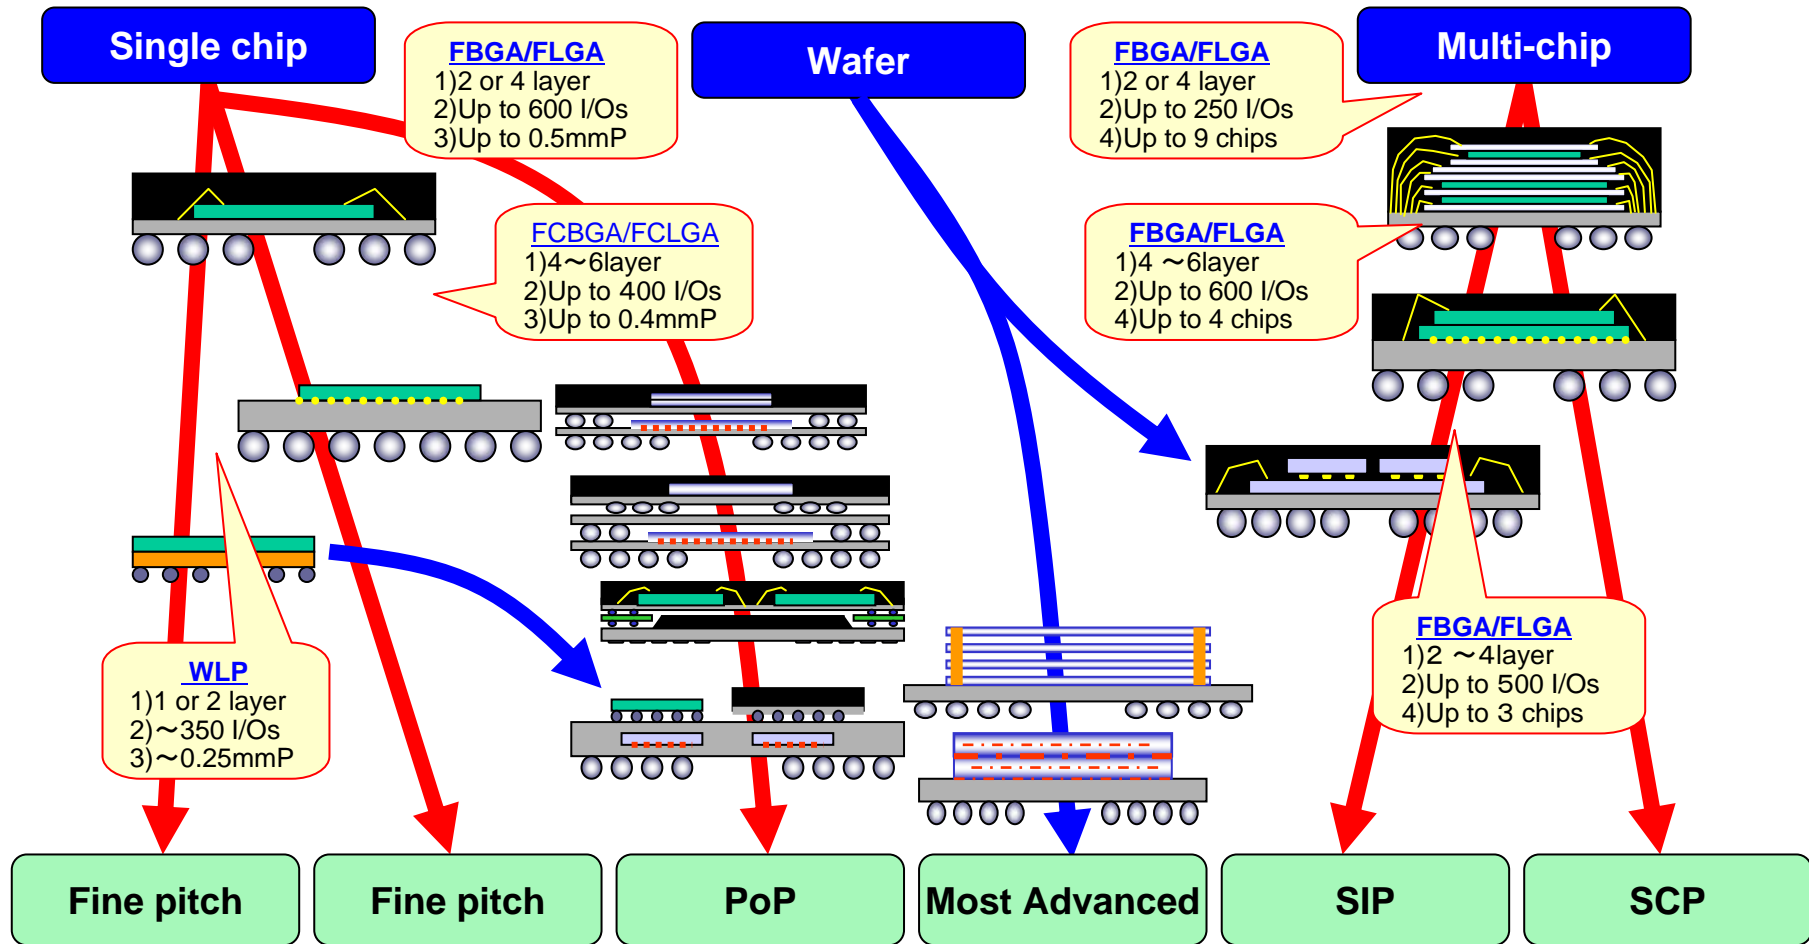 Single chip
FBGA/FLGA
1)2 or 4 layer
2)Up to 600 I/Os
3)Up to 0.5mmP
Wafer
FBGA/FLGA
1)2 or 4 layer
2)Up to 250 I/Os
4)Up to 9 chips
Multi-chip
FCBGA/FCLGA
1)4～6layer
2)Up to 400 I/Os
3)Up to 0.4mmP
FBGA/FLGA
1)4 ～6layer
2)Up to 600 I/Os
4)Up to 4 chips
WLP
1)1 or 2 layer
2)～350 I/Os
3)～0.25mmP
FBGA/FLGA
1)2 ～4layer
2)Up to 500 I/Os
4)Up to 3 chips
Fine pitch
Fine pitch
PoP
Most Advanced
SIP
SCP